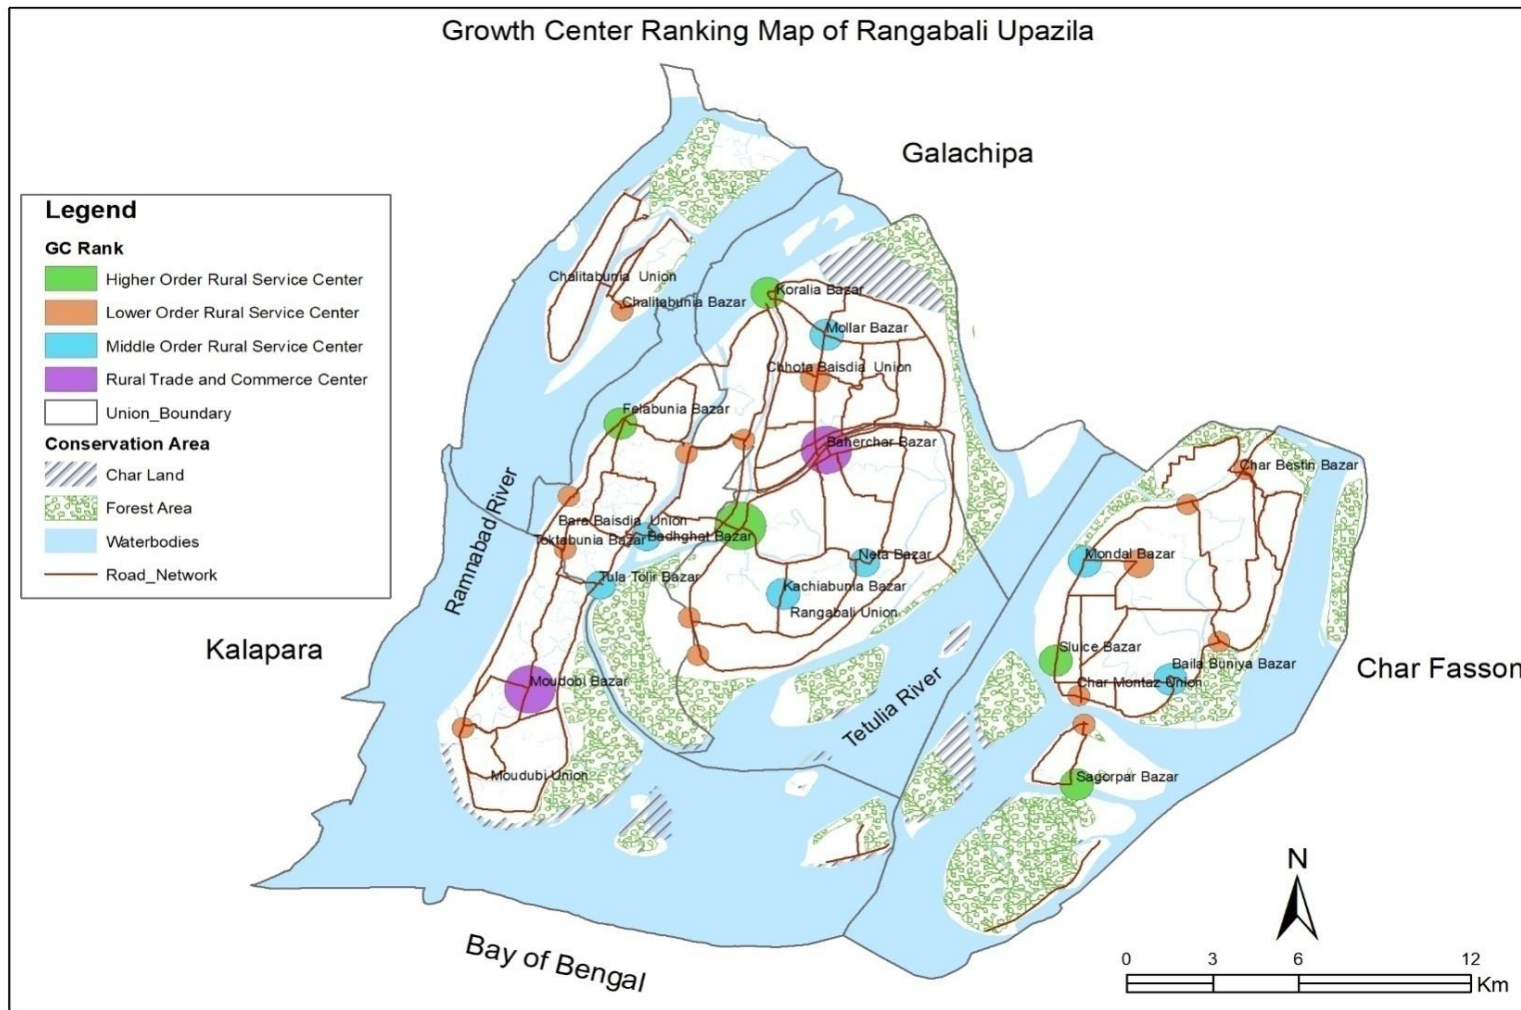 Growth Center Ranking Map of Rangabali Upazila
Galachipa
Legend
GC Rank
Higher Order Rural Service Center
Lower Order Rural Service Center
Middle Order Rural Service Center
Rural Trade and Commerce Center
Union_Boundary
Conservation Area
Char Land
Forest Area
Waterbodies
Road_Network
Chalitabunia Union
Chalitabunia Bazar
Koralia Bazar
Mollar Bazar
Chhota Baisdia Union
Felabunia Bazar
Baherchar Bazar
Char Bestin Bazar
Ramnabad River
Bara Baisdia Union
Toktabunia Bazar
Badhghat Bazar
Neta Bazar
Mondal Bazar
Tula Tolir Bazar
Kachiabunia Bazar
Rangabali Union
Kalapara
Sluice Bazar
Baila Buniya Bazar
Char Fasson
Moudobi Bazar
Char Montaz Union
Tetulia River
Moudubi Union
Sagorpar Bazar
N
Bay of Bengal
0 3 6 12
Km